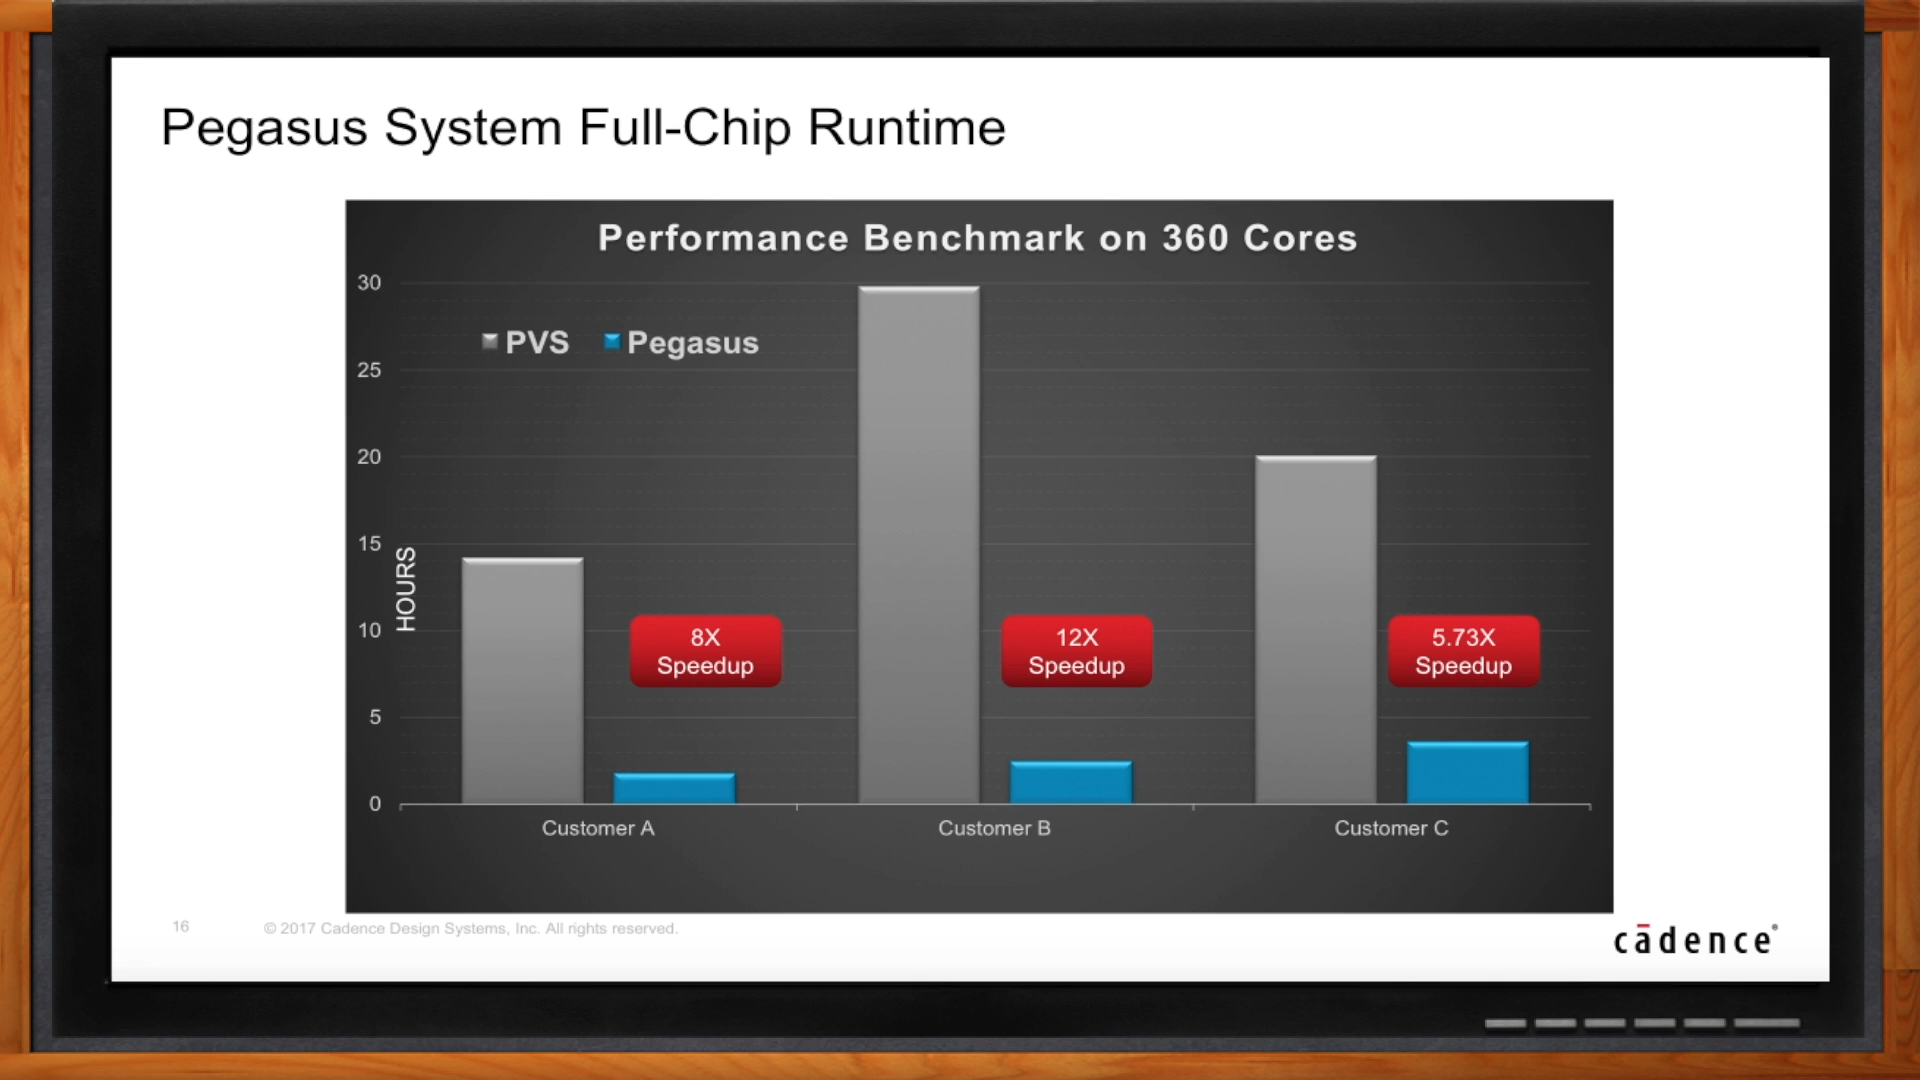 Pegasus System Full-Chip Runtime
Performance Benchmark on 360 Cores
30
PVS Pegasus
25
20
15
HOURS
10
8X
Speedup
12X
Speedup
5.73X
Speedup
5
0
Customer A Customer B Customer C
16 © 2017 Cadence Design Systems, Inc. All rights reserved.
cādence®